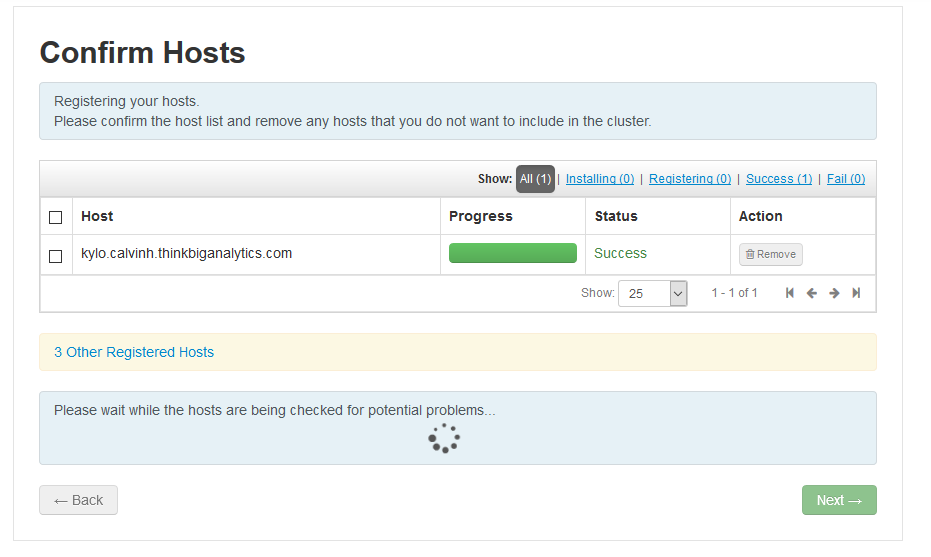 Confirm Hosts
Registering your hosts.
Please confirm the host list and remove any hosts that you do not want to include in the cluster.
Show: All (1) | Installing (0) | Registering (0) | Success (1) | Fail (0)
Host Progress Status Action
kylo.calvinh.thinkbiganalytics.com Success Remove
Show: 25 1 - 1 of 1
3 Other Registered Hosts
Please wait while the hosts are being checked for potential problems...
← Back Next →